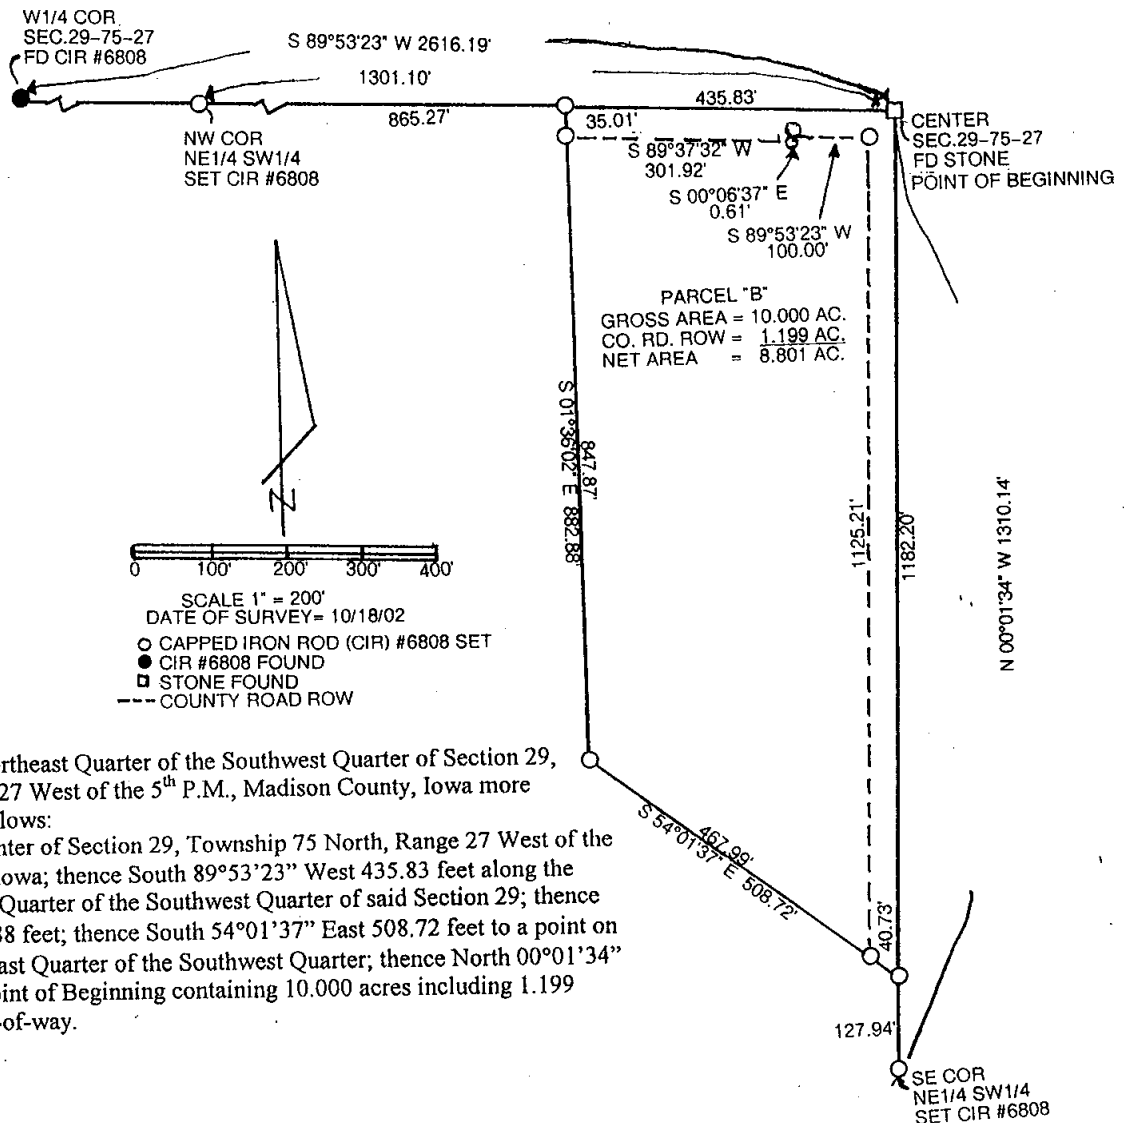 W1/4 COR
SEC.29-75-27
FD CIR #6808
S 89°53'23" W 2616.19'
1301.10'
865.27'
435.83'
NW COR
NE1/4 SW1/4
SET CIR #6808
35.01'
S 89°37'32" W
301.92'
S 00°06'37" E
0.61'
S 89°53'23" W
100.00'
CENTER
SEC.29-75-27
FD STONE
POINT OF BEGINNING
PARCEL "B"
GROSS AREA = 10.000 AC.
CO. RD. ROW = 1.199 AC.
NET AREA = 8.801 AC.
S 01°36'02" E 882.88'
847.87'
1125.21'
1182.20'
N 00°01'34" W 1310.14'
N
0 100' 200' 300' 400'
SCALE 1" = 200'
DATE OF SURVEY= 10/18/02
CAPPED IRON ROD (CIR) #6808 SET
CIR #6808 FOUND
STONE FOUND
COUNTY ROAD ROW
467.99'
S 54°01'37" E 508.72'
40.73'
127.94'
SE COR
NE1/4 SW1/4
SET CIR #6808
rtheast Quarter of the Southwest Quarter of Section 29,
27 West of the 5th P.M., Madison County, Iowa more
lows:
nter of Section 29, Township 75 North, Range 27 West of the
owa; thence South 89°53'23" West 435.83 feet along the
Quarter of the Southwest Quarter of said Section 29; thence
88 feet; thence South 54°01'37" East 508.72 feet to a point on
ast Quarter of the Southwest Quarter; thence North 00°01'34"
oint of Beginning containing 10.000 acres including 1.199
-of-way.